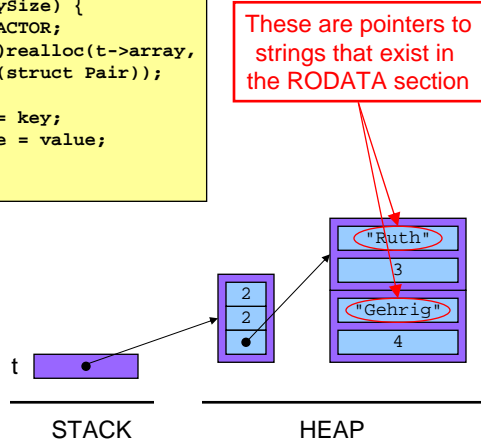 ySize) {
ACTOR;
)realloc(t->array,
(struct Pair));
= key;
e = value;
These are pointers to
strings that exist in
the RODATA section
"Ruth"
3
"Gehrig"
4
2
2
t
STACK
HEAP